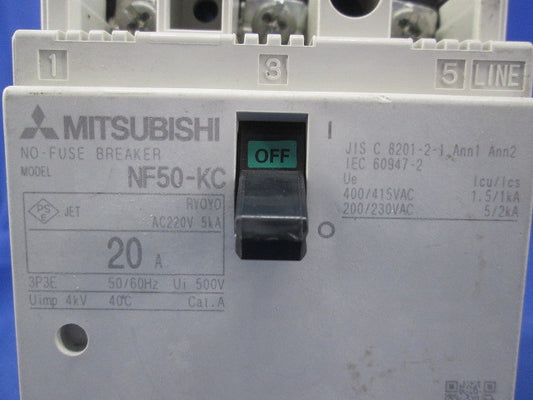 1 3 5 LINE
MITSUBISHI
NO-FUSE BREAKER
MODEL NF50-KC
PS E JET RYOYO
AC220V 5kA
20 A
3P3E 50/60Hz Ui 500V
Uimp 4kV 40℃ Cat.A
OFF
I
O
JIS C 8201-2-1 Ann1 Ann2
IEC 60947-2
Ue Icu/Ics
400/415VAC 1.5/1kA
200/230VAC 5/2kA